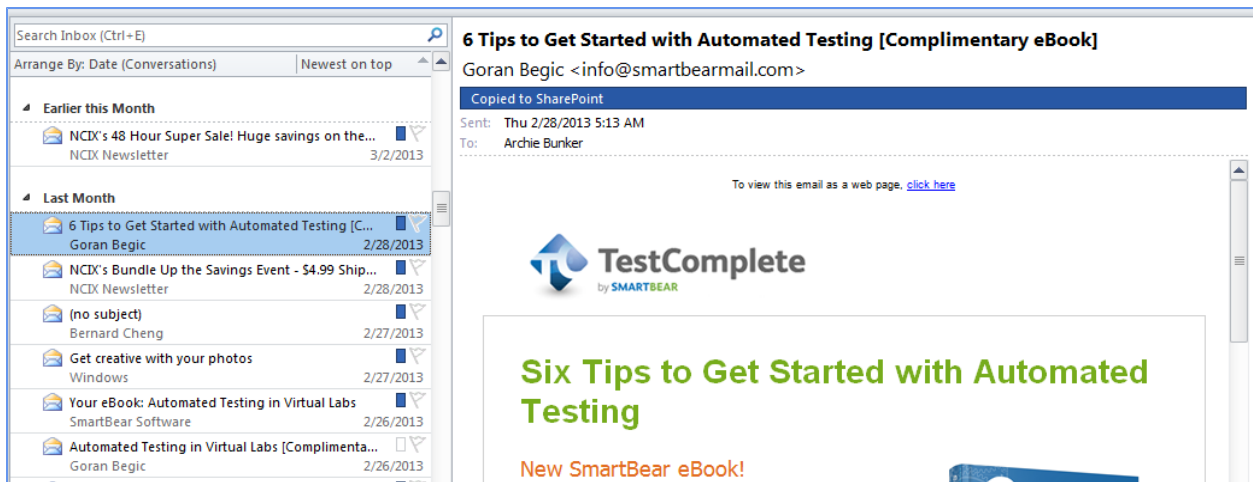 Search Inbox (Ctrl+E)
Arrange By: Date (Conversations) Newest on top
Earlier this Month
NCIX's 48 Hour Super Sale! Huge savings on the...
NCIX Newsletter 3/2/2013
Last Month
6 Tips to Get Started with Automated Testing [C...
Goran Begic 2/28/2013
NCIX's Bundle Up the Savings Event - $4.99 Ship...
NCIX Newsletter 2/28/2013
(no subject)
Bernard Cheng 2/27/2013
Get creative with your photos
Windows 2/27/2013
Your eBook: Automated Testing in Virtual Labs
SmartBear Software 2/26/2013
Automated Testing in Virtual Labs [Complimenta...
Goran Begic 2/26/2013
6 Tips to Get Started with Automated Testing [Complimentary eBook]
Goran Begic <info@smartbearmail.com>
Copied to SharePoint
Sent: Thu 2/28/2013 5:13 AM
To: Archie Bunker
To view this email as a web page, click here
TestComplete
by SMARTBEAR
Six Tips to Get Started with Automated
Testing
New SmartBear eBook!